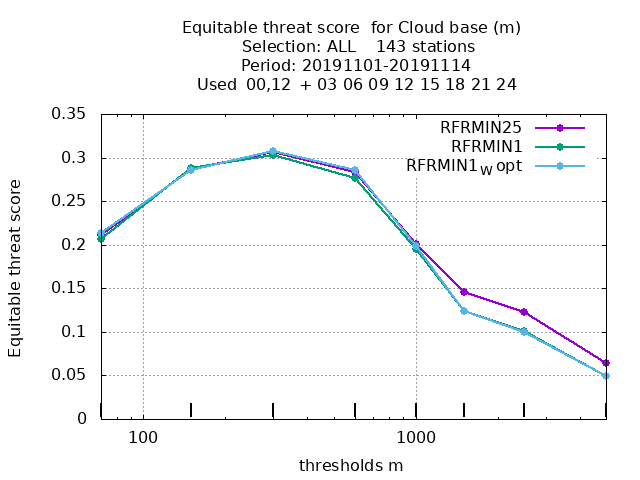 Equitable threat score  for Cloud base (m)
Selection: ALL    143 stations
Period: 20191101-20191114
Used  00,12  + 03 06 09 12 15 18 21 24
RFRMIN25
RFRMIN1
RFRMIN1W opt
Equitable threat score
0.35
0.3
0.25
0.2
0.15
0.1
0.05
0
100
1000
thresholds m